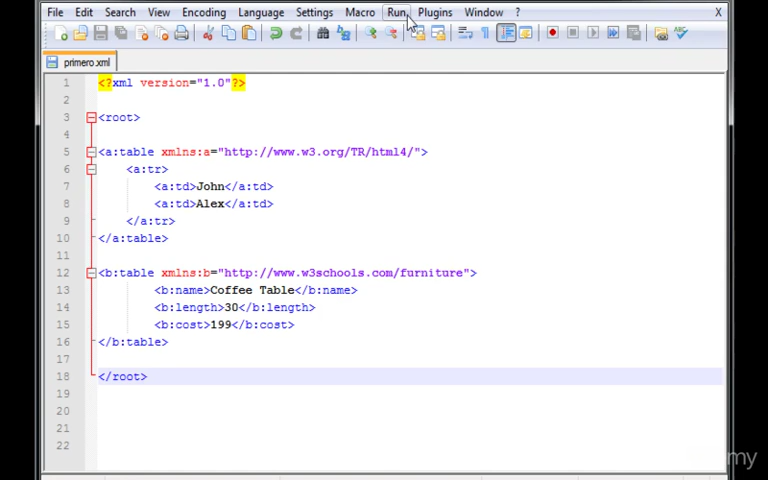 File Edit Search View Encoding Language Settings Macro Run Plugins Window ? X
primero.xml
1 <?xml version="1.0"?>
2
3 <root>
4
5 <a:table xmlns:a="http://www.w3.org/TR/html4/">
6 <a:tr>
7 <a:td>John</a:td>
8 <a:td>Alex</a:td>
9 </a:tr>
10 </a:table>
11
12 <b:table xmlns:b="http://www.w3schools.com/furniture">
13 <b:name>Coffee Table</b:name>
14 <b:length>30</b:length>
15 <b:cost>199</b:cost>
16 </b:table>
17
18 </root>
19
20
21
22
my